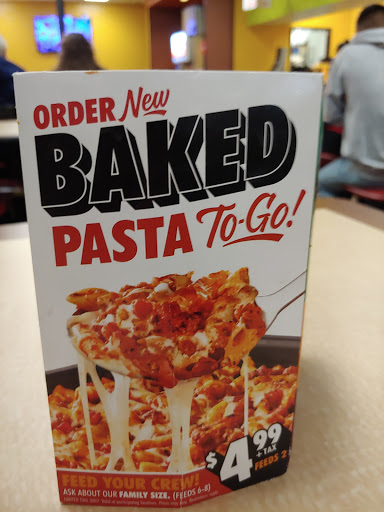 ORDER New
BAKED
PASTA To-Go!
$4.99
+ TAX
FEEDS 2
FEED YOUR CREW!
ASK ABOUT OUR FAMILY SIZE. (FEEDS 6-8)